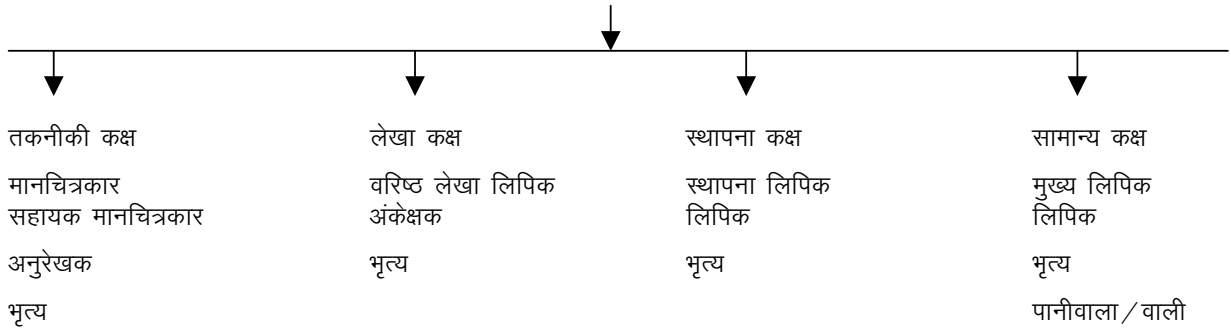 तकनीकी कक्ष
मानचित्रकार
सहायक मानचित्रकार
अनुरेखक
भृत्य
लेखा कक्ष
वरिष्ठ लेखा लिपिक
अंकेक्षक
भृत्य
स्थापना कक्ष
स्थापना लिपिक
लिपिक
भृत्य
सामान्य कक्ष
मुख्य लिपिक
लिपिक
भृत्य
पानीवाला/वाली